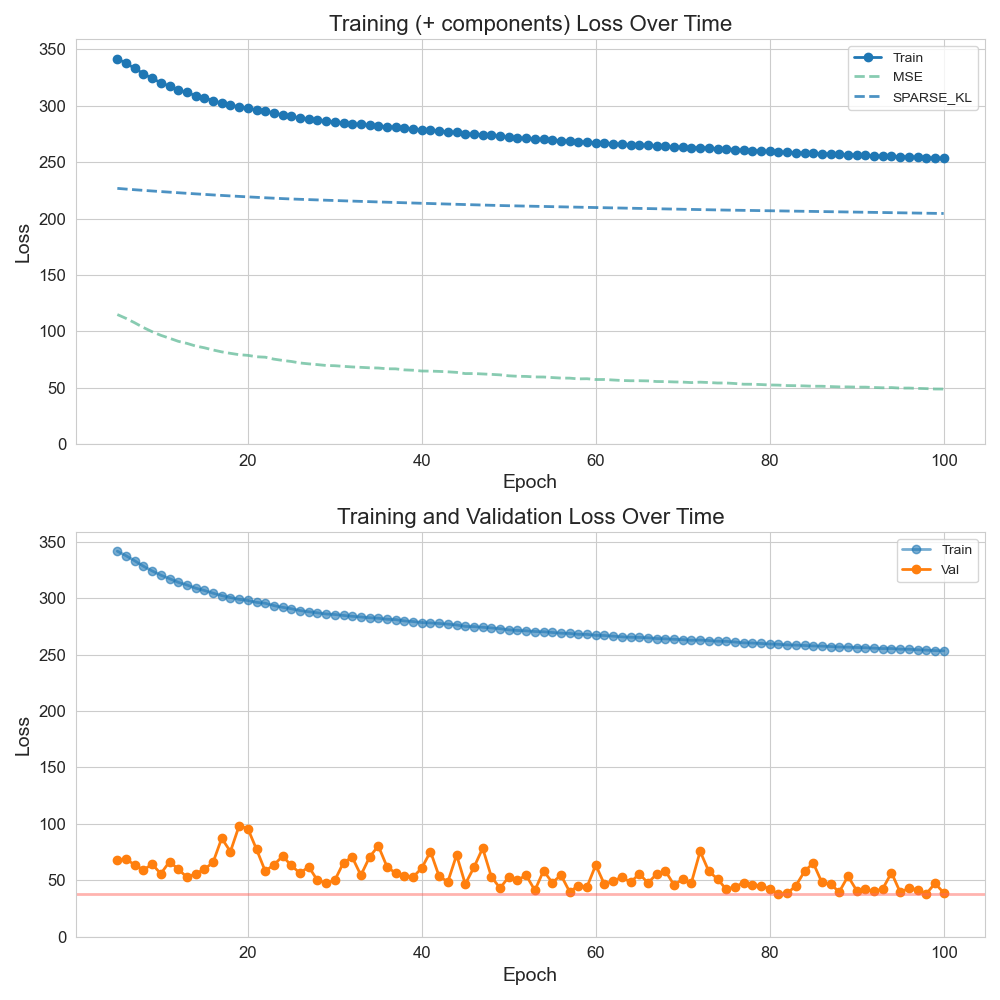 Training (+ components) Loss Over Time
350
300
250
200
150
100
50
0
Loss
Train
MSE
SPARSE_KL
20
40
60
80
100
Epoch
Training and Validation Loss Over Time
350
300
250
200
150
100
50
0
Loss
Train
Val
20
40
60
80
100
Epoch